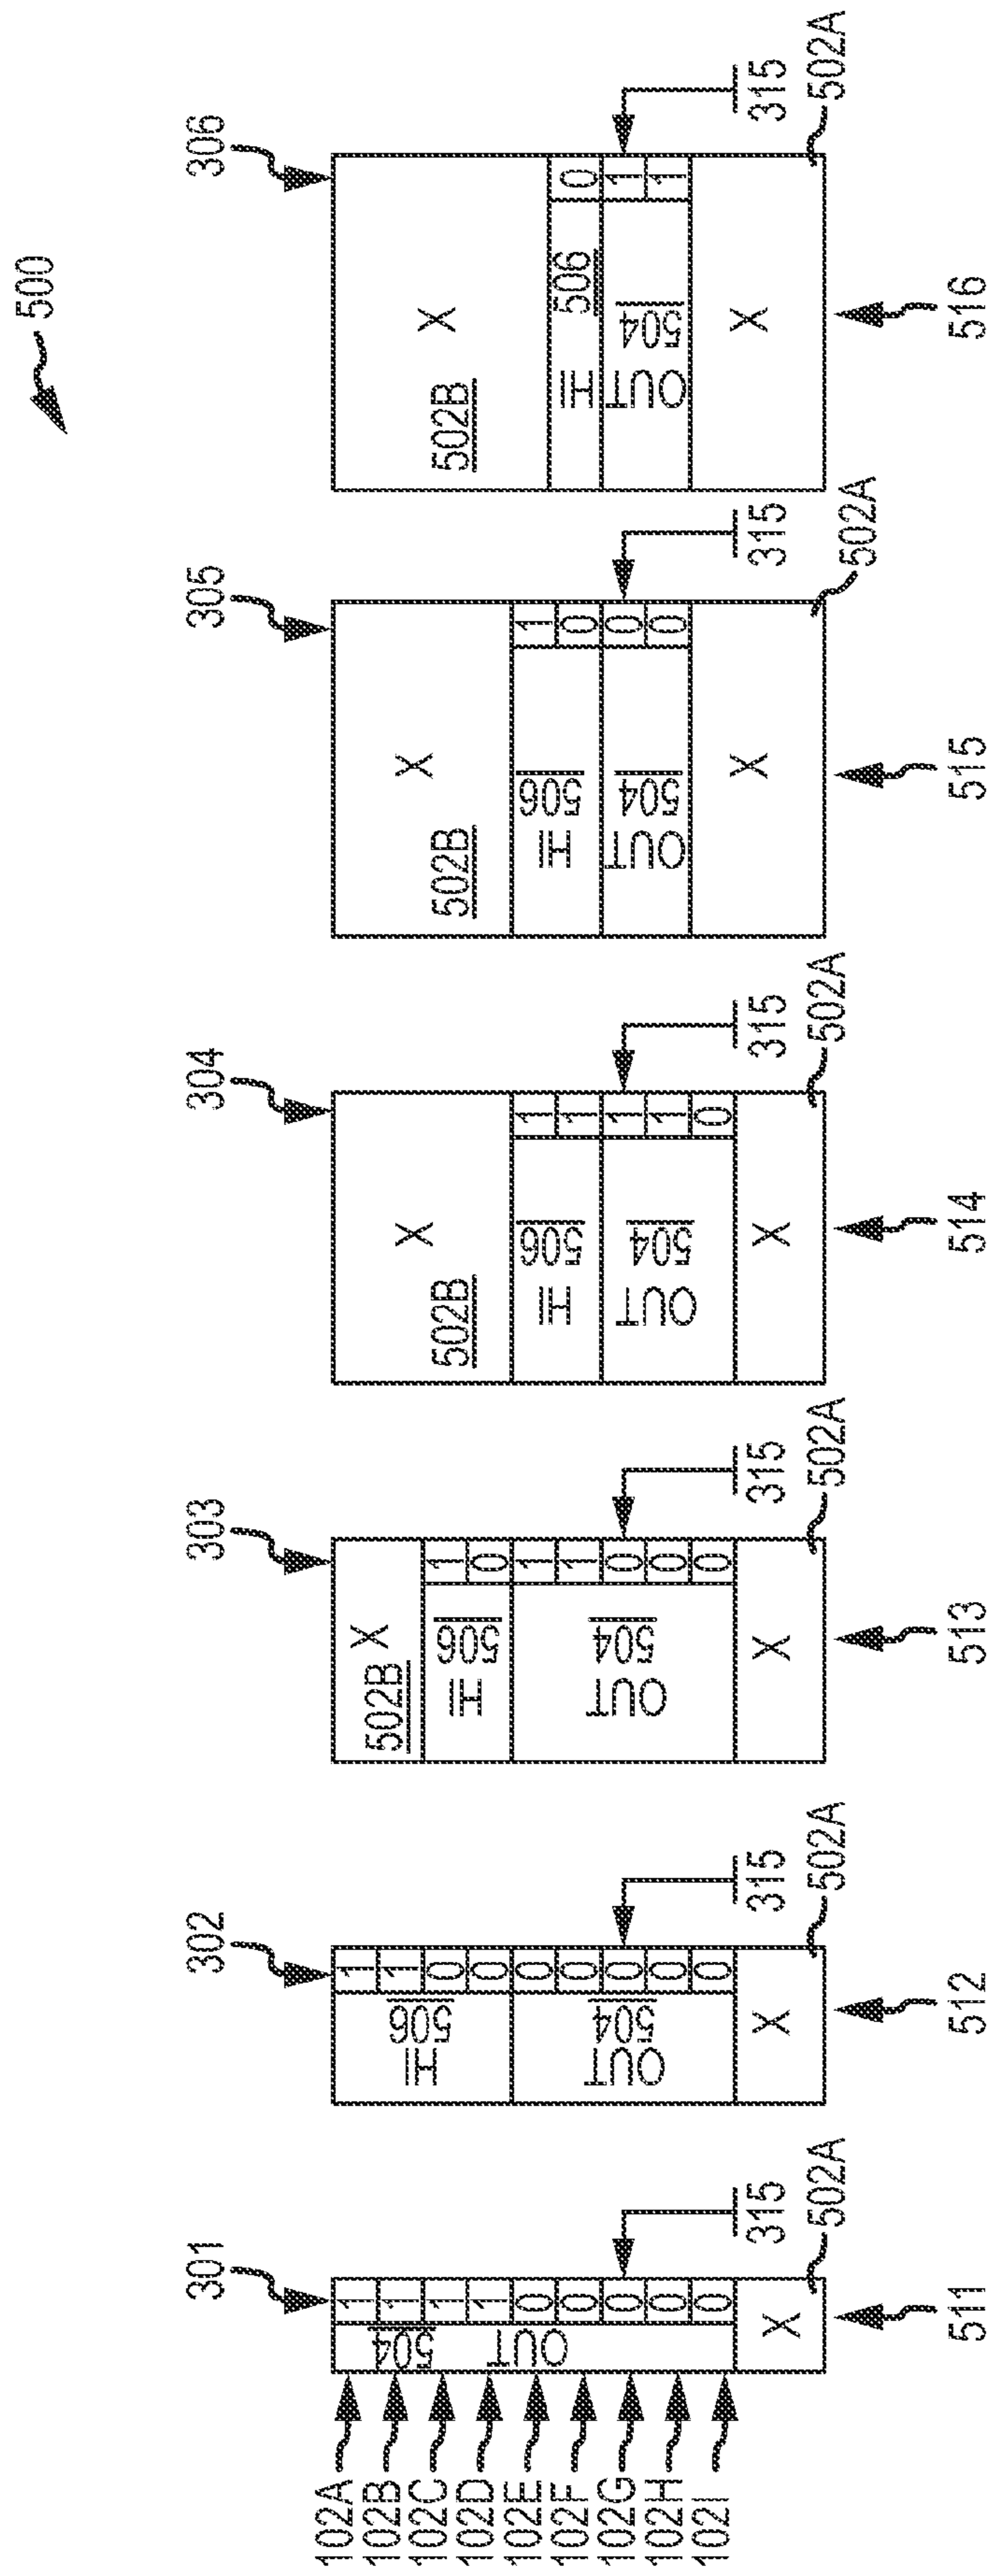 500
301
302
303
304
305
306
102A
102B
102C
102D
102E
102F
102G
102H
102I
504
OUT
1
1
1
1
0
0
0
0
0
X
315
502A
511
HI
506
OUT
504
1
1
0
0
0
0
0
0
0
X
315
502A
512
502B
X
HI
506
OUT
504
1
0
1
1
0
0
0
X
315
502A
513
502B
X
HI
506
OUT
504
1
1
1
1
0
X
315
502A
514
502B
X
HI
506
OUT
504
1
0
0
0
X
315
502A
515
502B
X
HI
506
OUT
504
0
1
1
X
315
502A
516